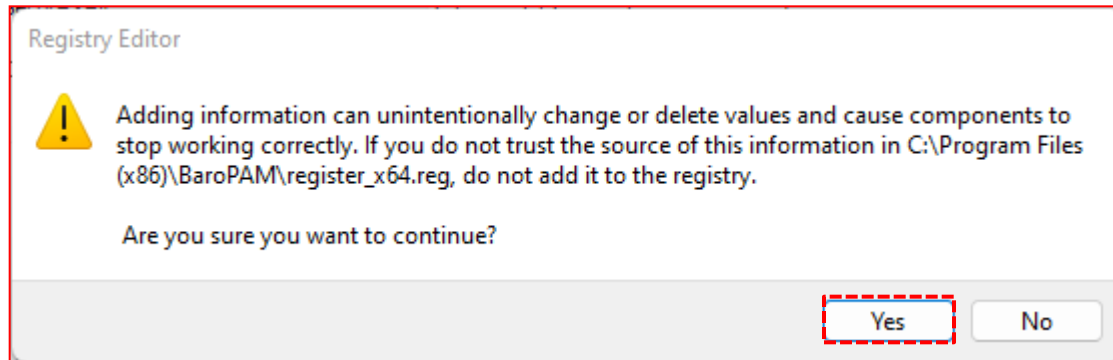 Registry Editor
Adding information can unintentionally change or delete values and cause components to
stop working correctly. If you do not trust the source of this information in C:\Program Files
(x86)\BaroPAM\register_x64.reg, do not add it to the registry.
Are you sure you want to continue?
Yes No